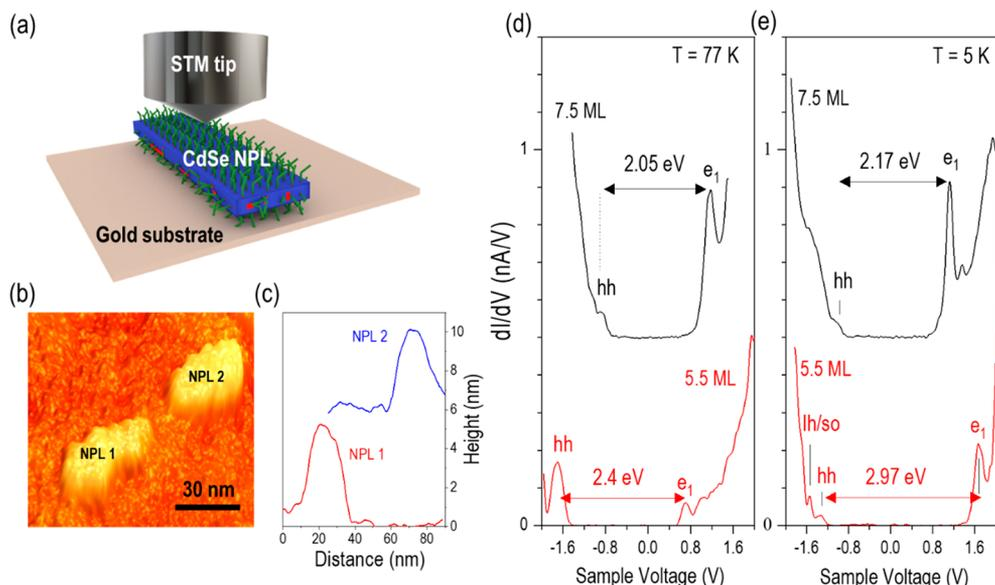 (a)
STM tip
CdSe NPL
Gold substrate
(b)
NPL 2
NPL 1
30 nm
(c)
NPL 2
NPL 1
10
8
6
4
2
0
Height (nm)
0 20 40 60 80
Distance (nm)
(d)
T = 77 K
7.5 ML
2.05 eV
e1
hh
5.5 ML
hh
2.4 eV
e1
1
0
dI/dV (nA/V)
-1.6 -0.8 0.0 0.8 1.6
Sample Voltage (V)
(e)
T = 5 K
7.5 ML
2.17 eV
e1
hh
5.5 ML
lh/so
hh
2.97 eV
e1
1
0
-1.6 -0.8 0.0 0.8 1.6
Sample Voltage (V)